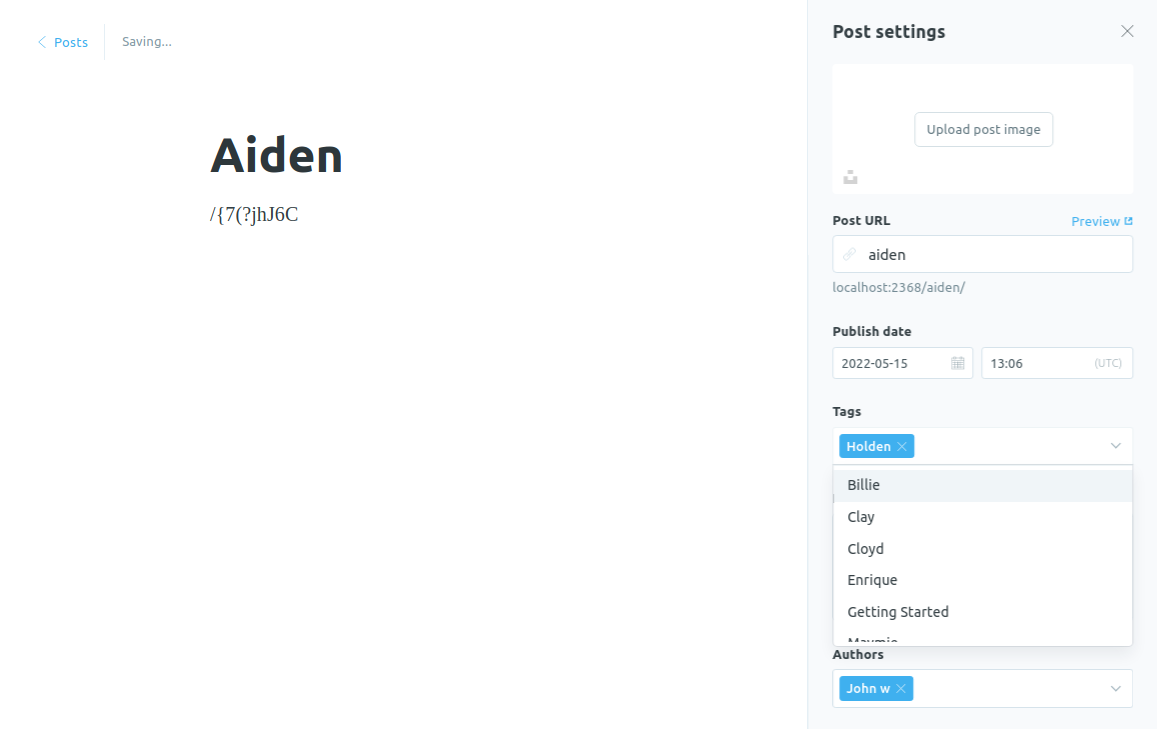 Posts
Saving...
Aiden
/{7(?jhJ6C
Post settings
Upload post image
Post URL
Preview
aiden
localhost:2368/aiden/
Publish date
2022-05-15
13:06
(UTC)
Tags
Holden
Billie
Clay
Cloyd
Enrique
Getting Started
Authors
John w